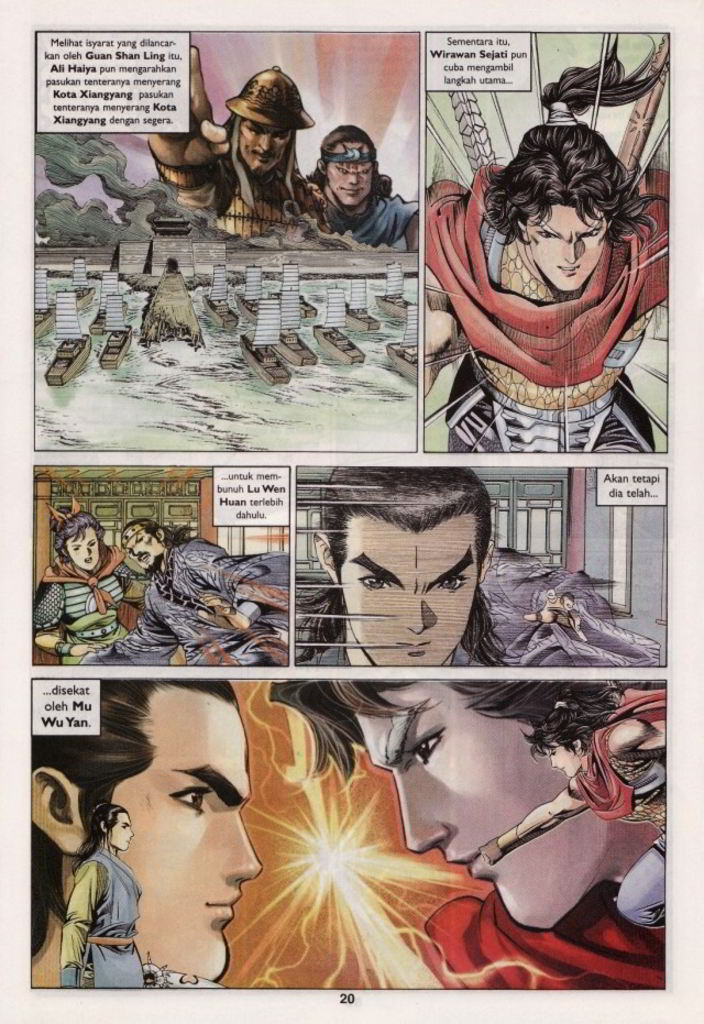 Melihat isyarat yang dilancar-
kan oleh Guan Shan Ling itu,
Ali Haiya pun mengarahkan
pasukan tenteranya menyerang
Kota Xiangyang pasukan
tenteranya menyerang Kota
Xiangyang dengan segera.
Sementara itu,
Wirawan Sejati pun
cuba mengambil
langkah utama...
...untuk mem-
bunuh Lu Wen
Huan terlebih
dahulu.
Akan tetapi
dia telah...
...disekat
oleh Mu
Wu Yan.
20